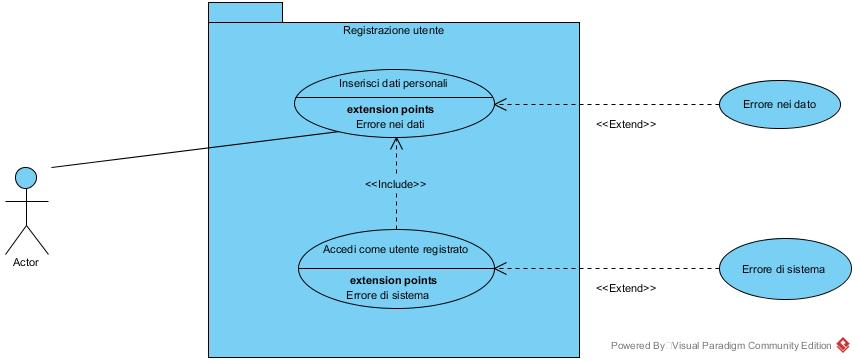 Registrazione utente
Inserisci dati personali
extension points
Errore nei dati
Errore nei dato
<<Extend>>
<<Include>>
Actor
Accedi come utente registrato
extension points
Errore di sistema
Errore di sistema
<<Extend>>
Powered By Visual Paradigm Community Edition